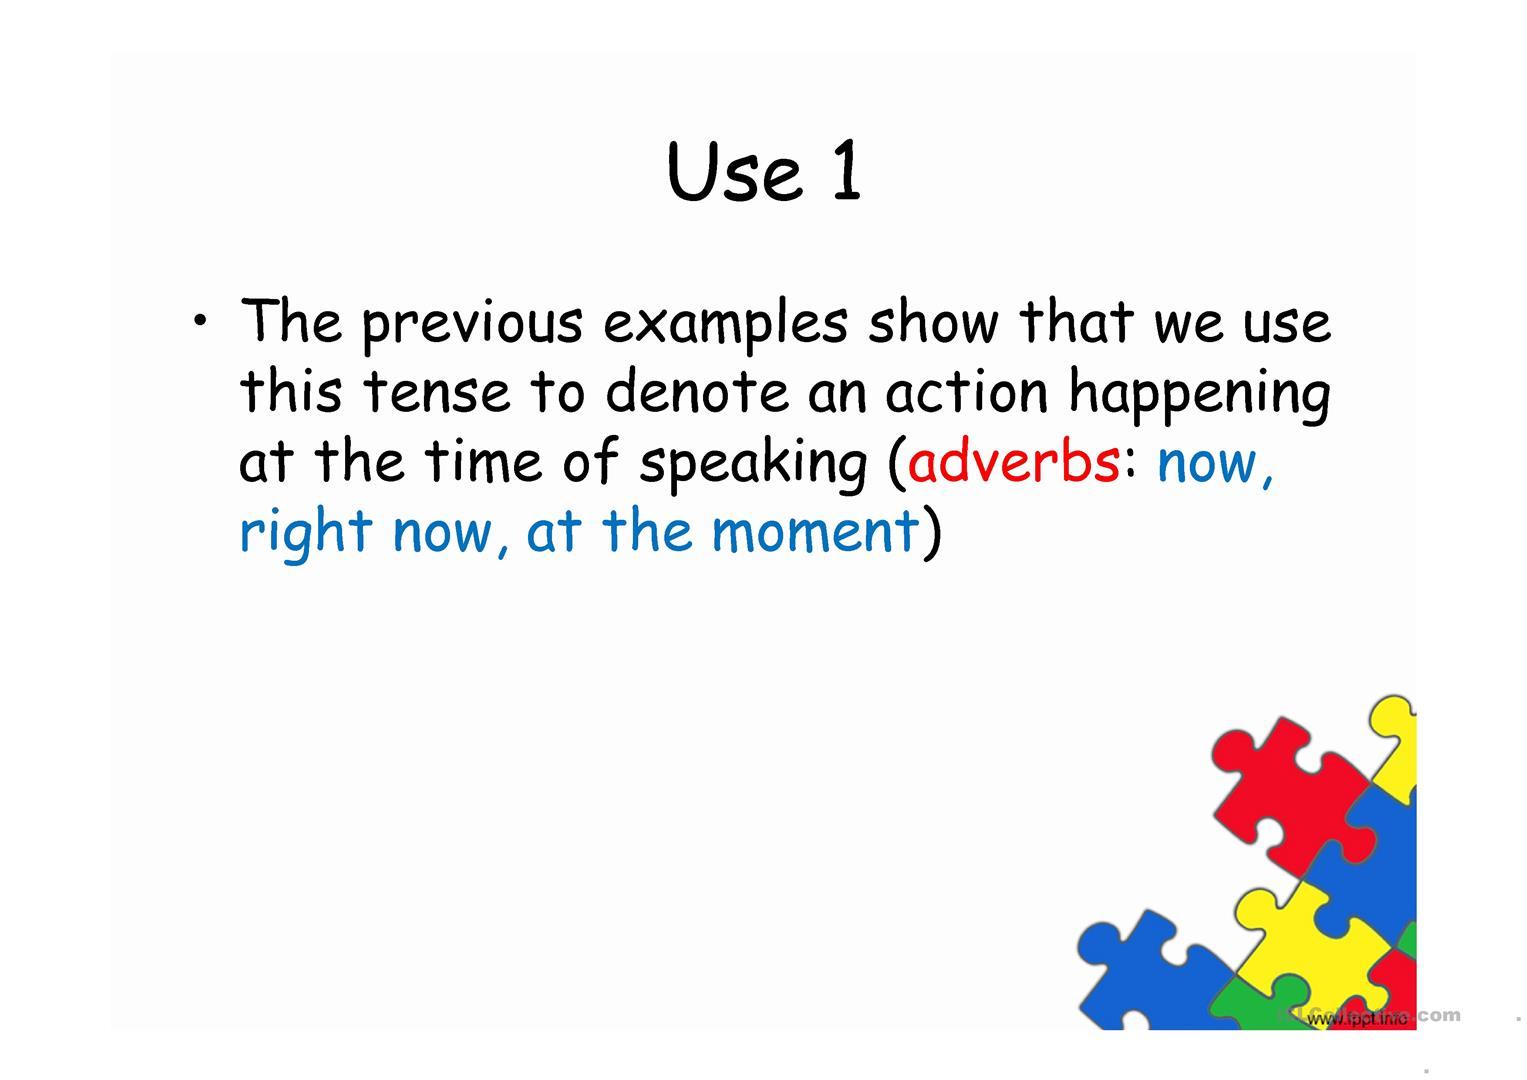 Use 1
• The previous examples show that we use
this tense to denote an action happening
at the time of speaking (adverbs: now,
right now, at the moment)
www.fppt.info